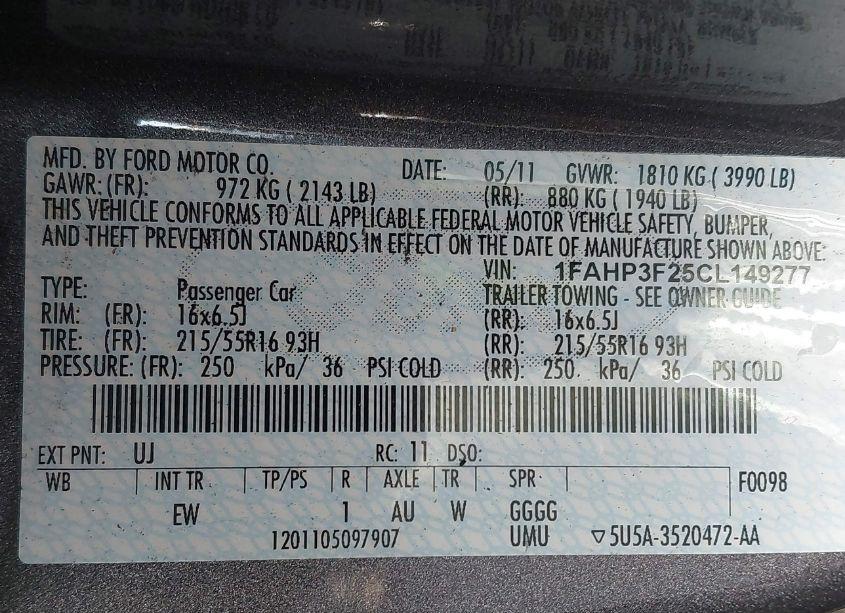 MFD. BY FORD MOTOR CO. DATE: 05/11 GVWR: 1810 KG ( 3990 LB)
GAWR: (FR): 972 KG ( 2143 LB) (RR): 880 KG ( 1940 LB)
THIS VEHICLE CONFORMS TO ALL APPLICABLE FEDERAL MOTOR VEHICLE SAFETY, BUMPER,
AND THEFT PREVENTION STANDARDS IN EFFECT ON THE DATE OF MANUFACTURE SHOWN ABOVE:
VIN: 1FAHP3F25CL149277
TYPE: Passenger Car TRAILER TOWING - SEE OWNER GUIDE
RIM: (FR): 16x6.5J (RR): 16x6.5J
TIRE: (FR): 215/55R16 93H (RR): 215/55R16 93H
PRESSURE: (FR): 250 kPa/ 36 PSI COLD (RR): 250 kPa/ 36 PSI COLD
EXT PNT: UJ RC: 11 DSO:
WB INT TR TP/PS R AXLE TR SPR F0098
EW 1 AU W GGGG
1201105097907 UMU ▽5U5A-3520472-AA